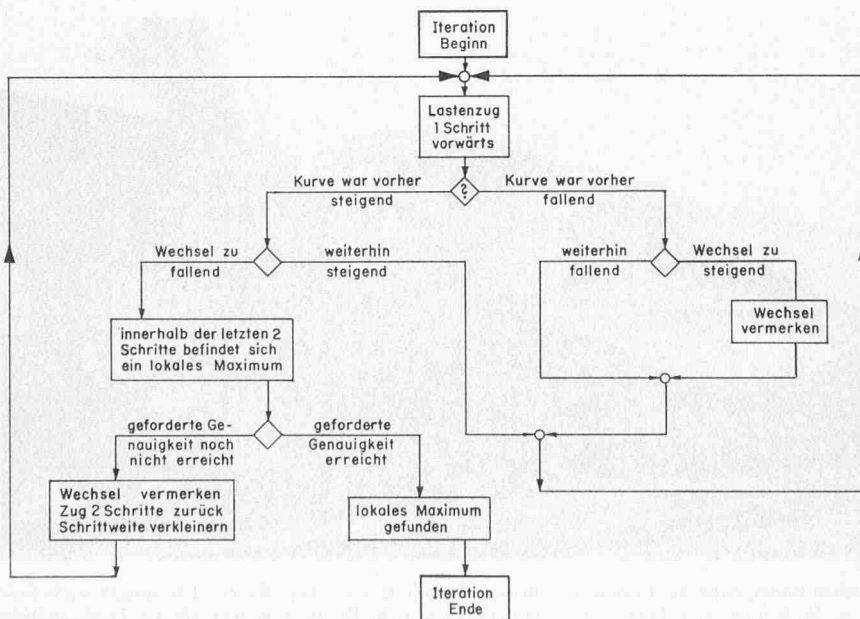 Iteration
Beginn
Lastenzug
1 Schritt
vorwärts
Kurve war vorher
steigend
?
Kurve war vorher
fallend
Wechsel zu
fallend
weiterhin
steigend
weiterhin
fallend
Wechsel zu
steigend
Wechsel
vermerken
innerhalb der letzten 2
Schritte befindet sich
ein lokales Maximum
geforderte Ge-
nauigkeit noch
nicht erreicht
geforderte
Genauigkeit
erreicht
Wechsel vermerken
Zug 2 Schritte zurück
Schrittweite verkleinern
lokales Maximum
gefunden
Iteration
Ende